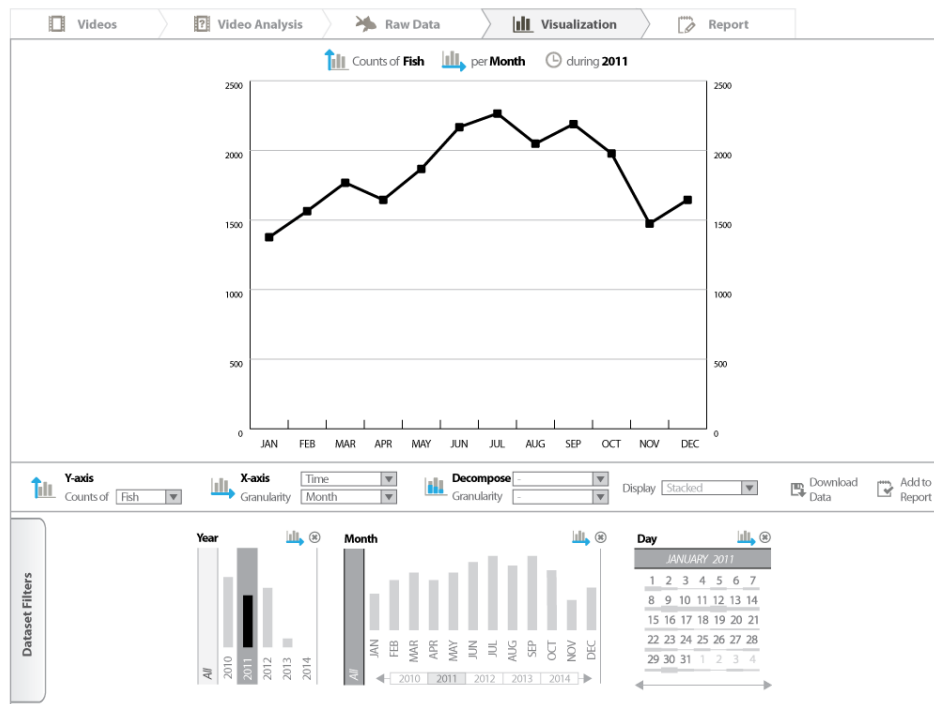 Videos Video Analysis Raw Data Visualization Report
Counts of Fish per Month during 2011
2500 2500
2000 2000
1500 1500
1000 1000
500 500
0 0
JAN FEB MAR APR MAY JUN JUL AUG SEP OCT NOV DEC
Y-axis
Counts of Fish
X-axis Time
Granularity Month
Decompose -
Granularity -
Display Stacked
Download
Data
Add to
Report
Dataset Filters
Year
All 2010 2011 2012 2013 2014
Month
All JAN FEB MAR APR MAY JUN JUL AUG SEP OCT NOV DEC
2010 2011 2012 2013 2014
Day
JANUARY 2011
1 2 3 4 5 6 7
8 9 10 11 12 13 14
15 16 17 18 19 20 21
22 23 24 25 26 27 28
29 30 31 1 2 3 4